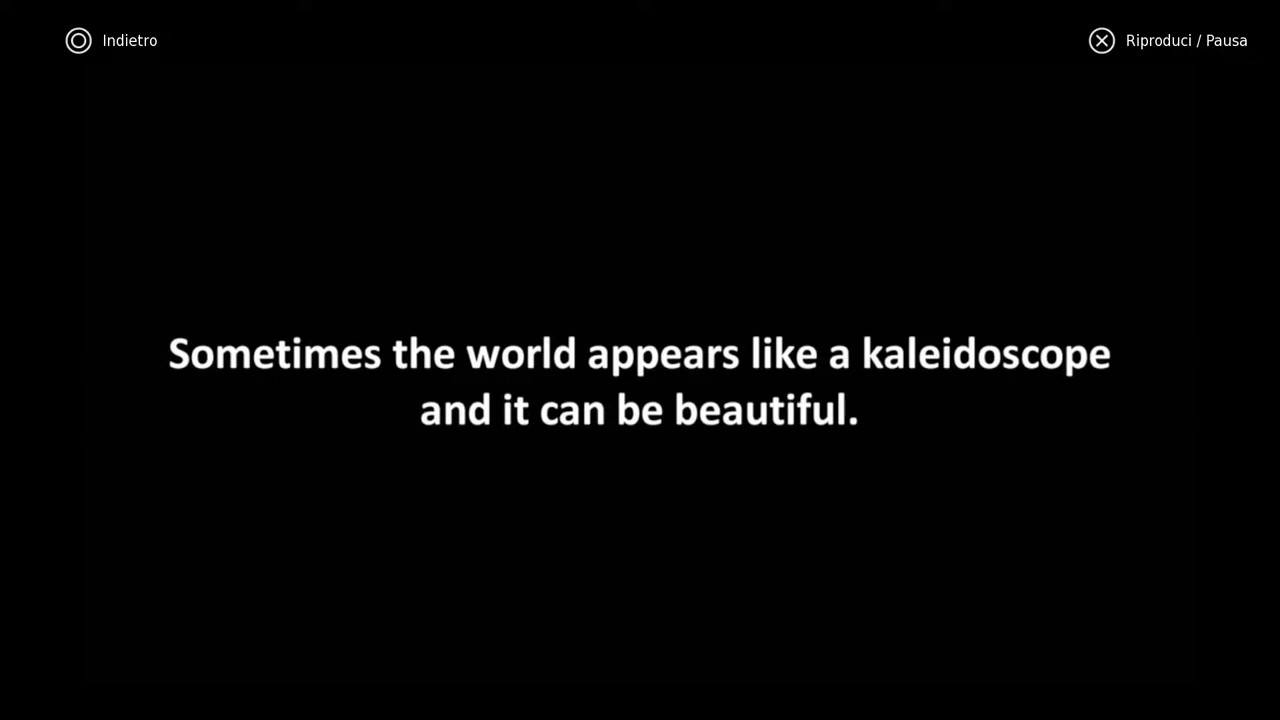 Indietro
Riproduci / Pausa
Sometimes the world appears like a kaleidoscope
and it can be beautiful.